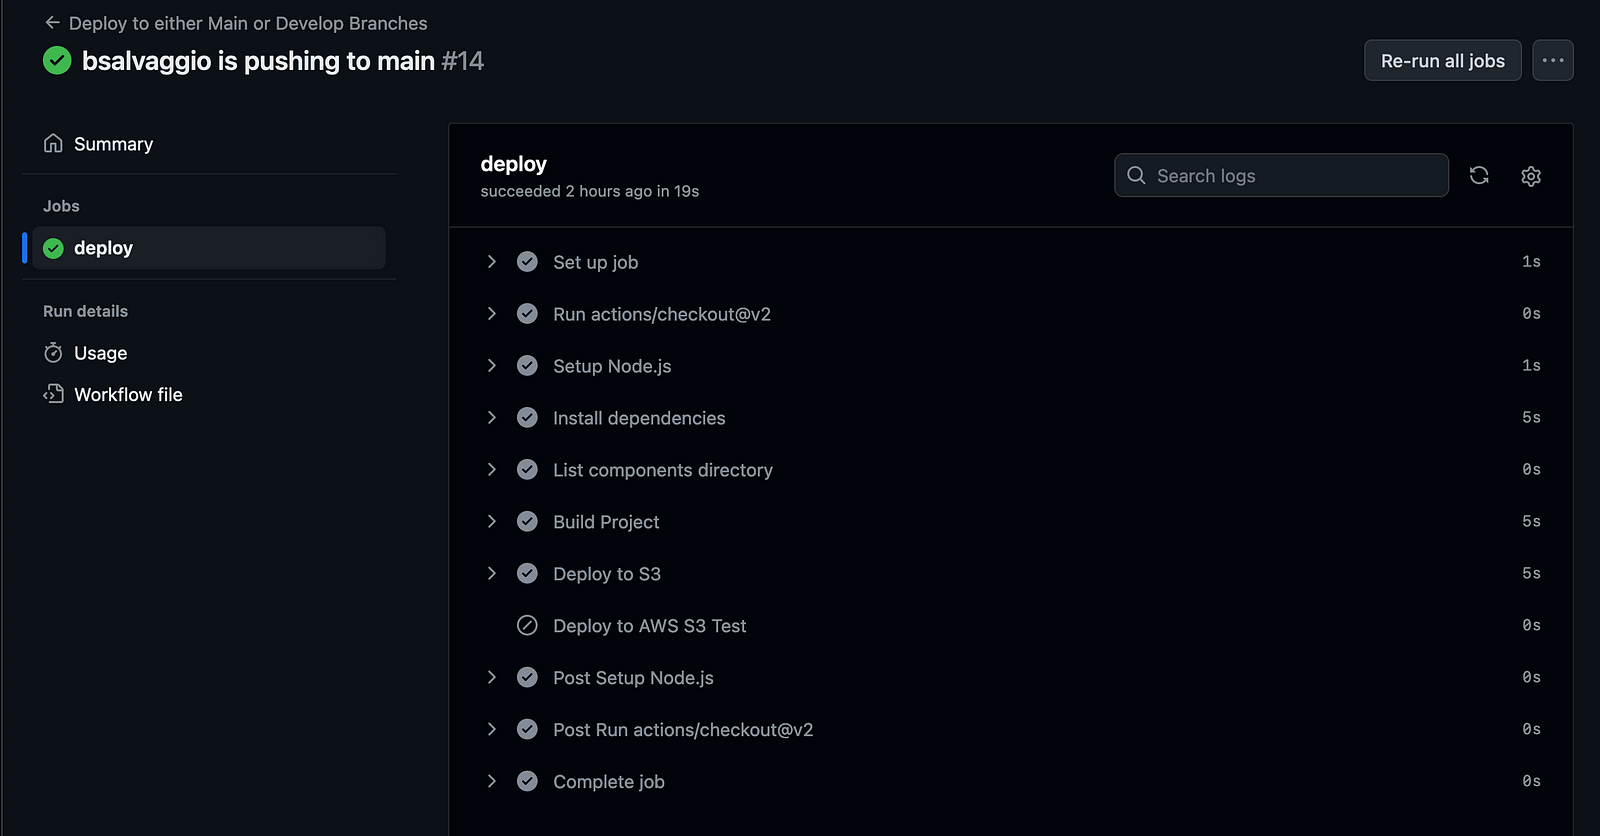 Deploy to either Main or Develop Branches
bsalvaggio is pushing to main #14
Re-run all jobs
Summary
Jobs
deploy
Run details
Usage
Workflow file
deploy
succeeded 2 hours ago in 19s
Search logs
Set up job 1s
Run actions/checkout@v2 0s
Setup Node.js 1s
Install dependencies 5s
List components directory 0s
Build Project 5s
Deploy to S3 5s
Deploy to AWS S3 Test 0s
Post Setup Node.js 0s
Post Run actions/checkout@v2 0s
Complete job 0s